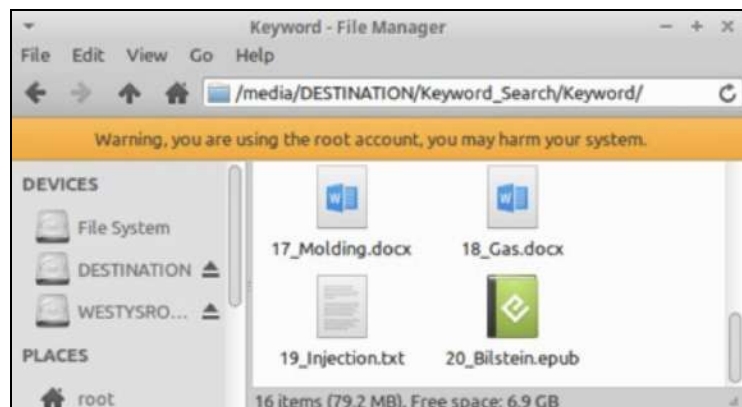 Keyword - File Manager
File Edit View Go Help
/media/DESTINATION/Keyword_Search/Keyword/
Warning, you are using the root account, you may harm your system.
DEVICES
File System
DESTINATION
WESTYSRO...
PLACES
root
17_Molding.docx 18_Gas.docx
19_Injection.txt 20_Bilstein.epub
16 items (79.2 MB), Free space: 6.9 GB